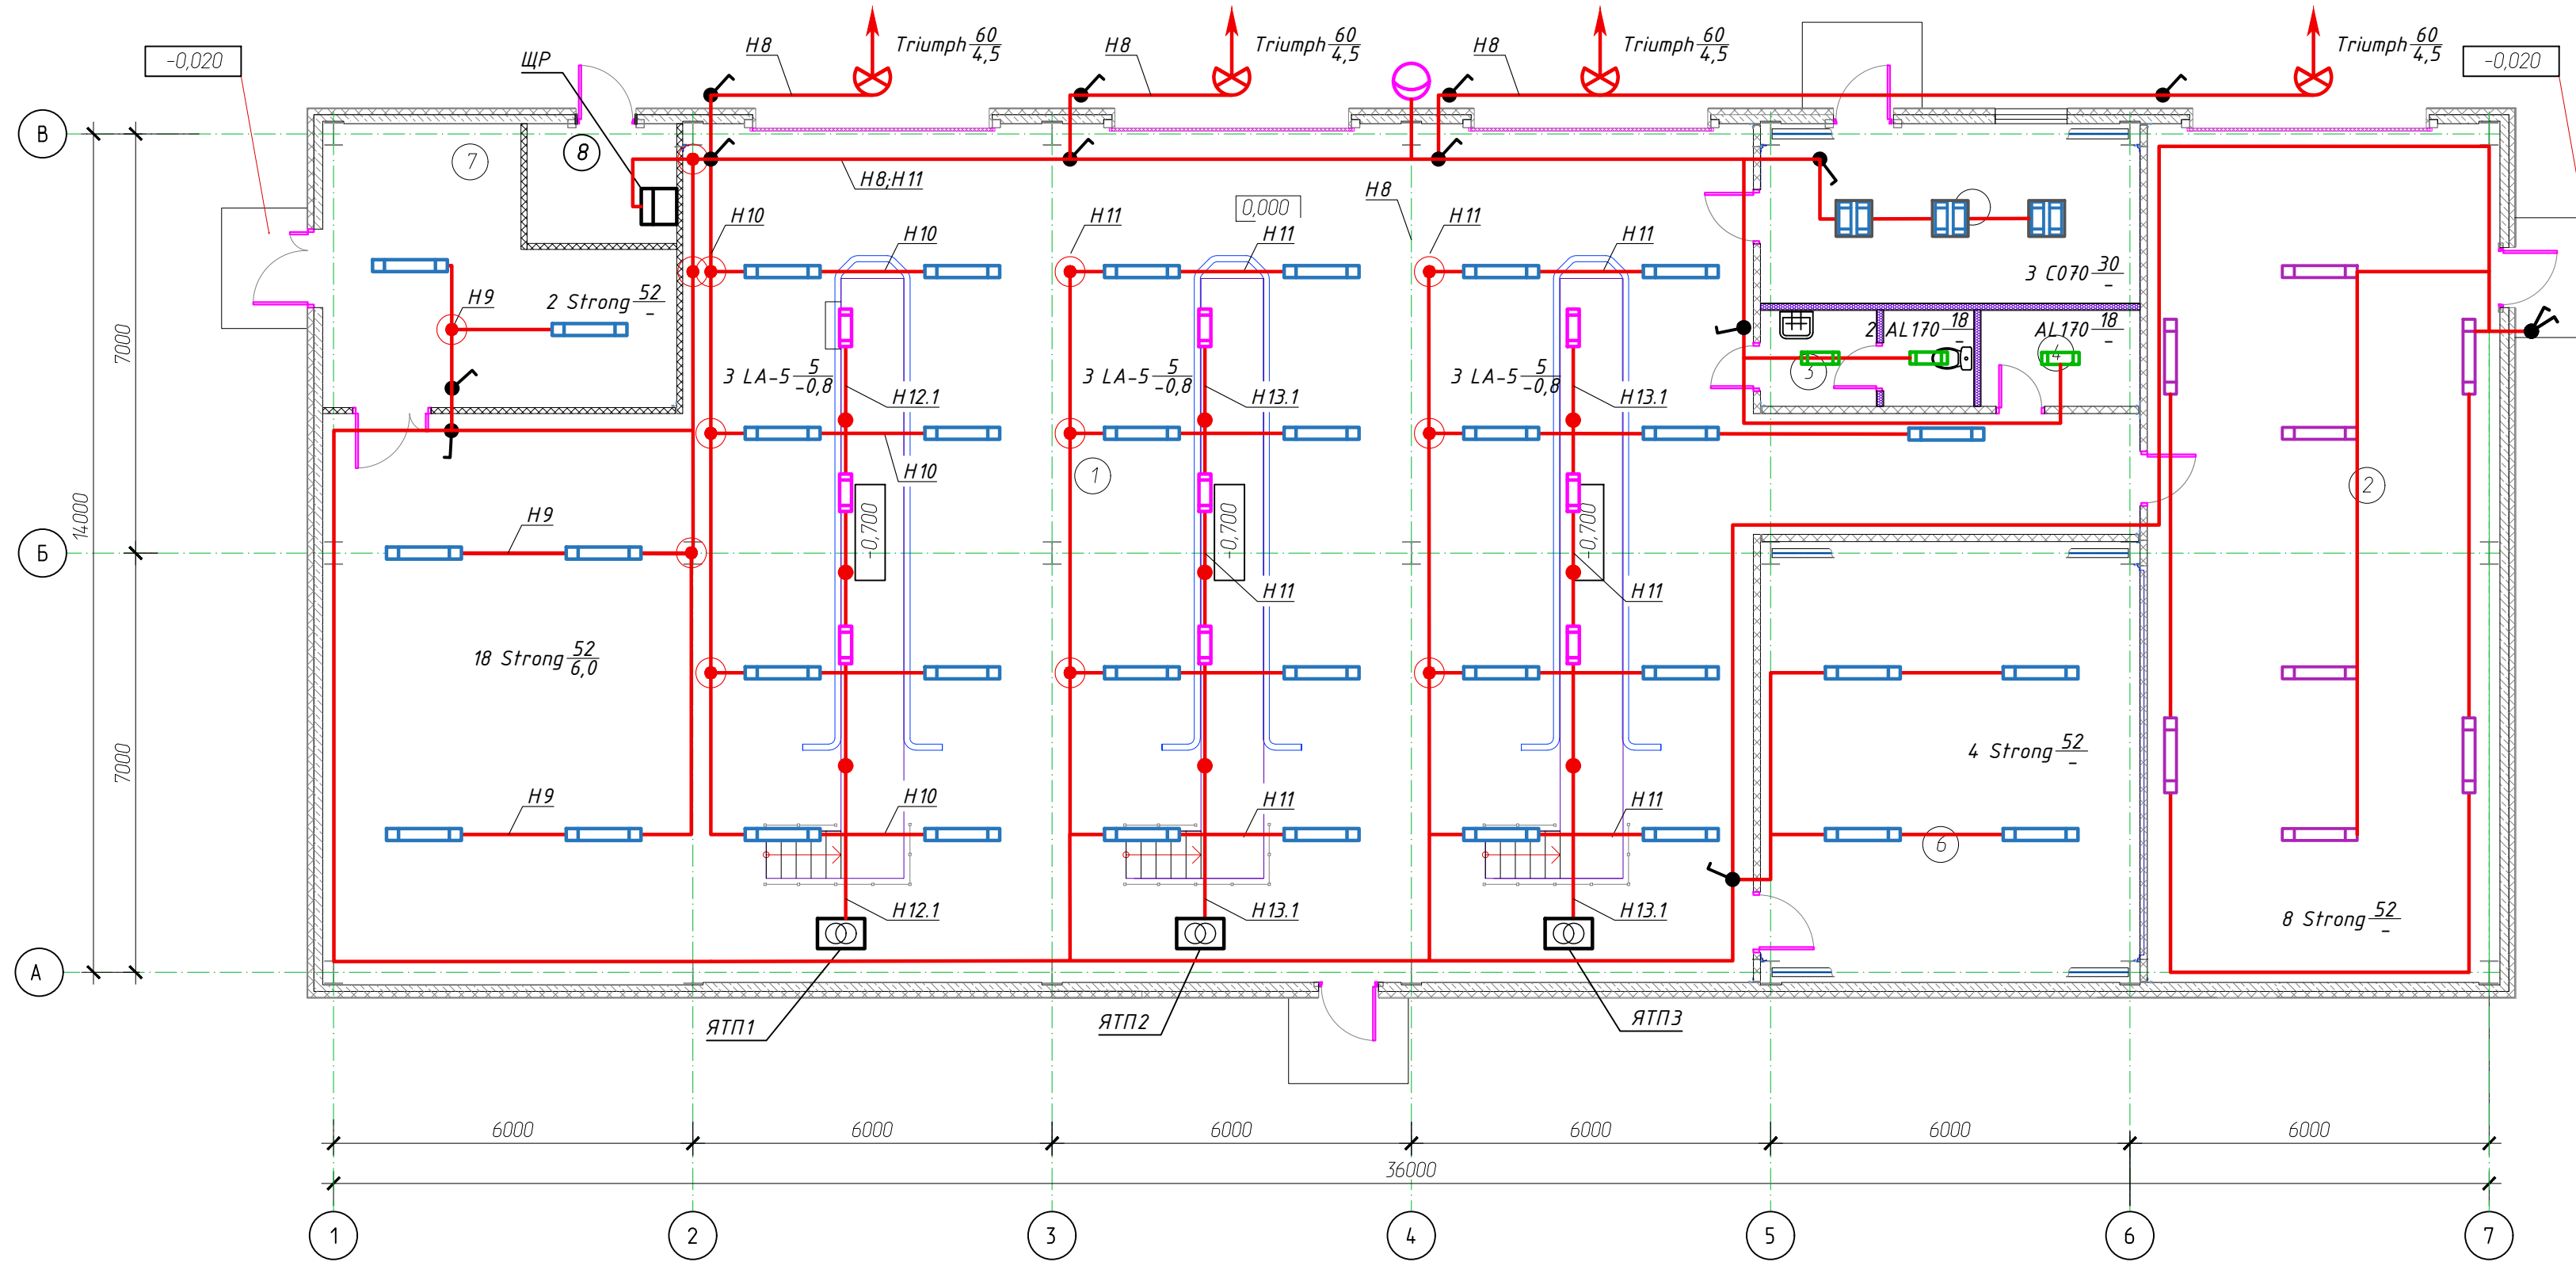 -0,020
ЩР
Н8
Triumph 60/4,5
Н8
Triumph 60/4,5
Н8
Triumph 60/4,5
Triumph 60/4,5
-0,020
В
7
8
Н8;Н11
Н10
Н10
0,000
Н11
Н11
Н8
Н11
Н11
3 С070 30/–
2 Strong 52/–
Н9
7000
14000
3 LA-5 5/-0,8
Н12.1
3 LA-5 5/-0,8
Н13.1
3 LA-5 5/-0,8
Н13.1
2 AL170 18/–
AL170 18/–
3
4
Н10
1
2
Н9
-0,700
-0,700
-0,700
Б
Н11
Н11
18 Strong 52/6,0
7000
4 Strong 52/–
Н9
Н10
Н11
Н11
6
Н12.1
Н13.1
Н13.1
8 Strong 52/–
А
ЯТП1
ЯТП2
ЯТП3
6000
6000
6000
6000
6000
6000
36000
1
2
3
4
5
6
7